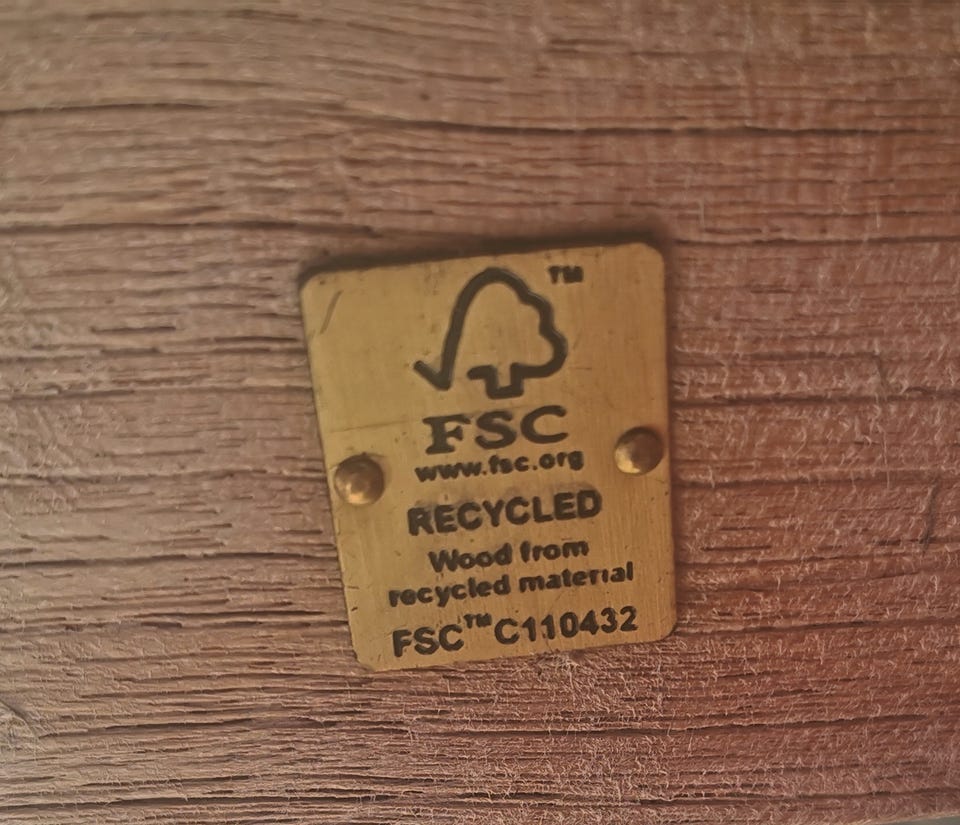 TM
FSC
www.fsc.org
RECYCLED
Wood from
recycled material
FSC™ C110432